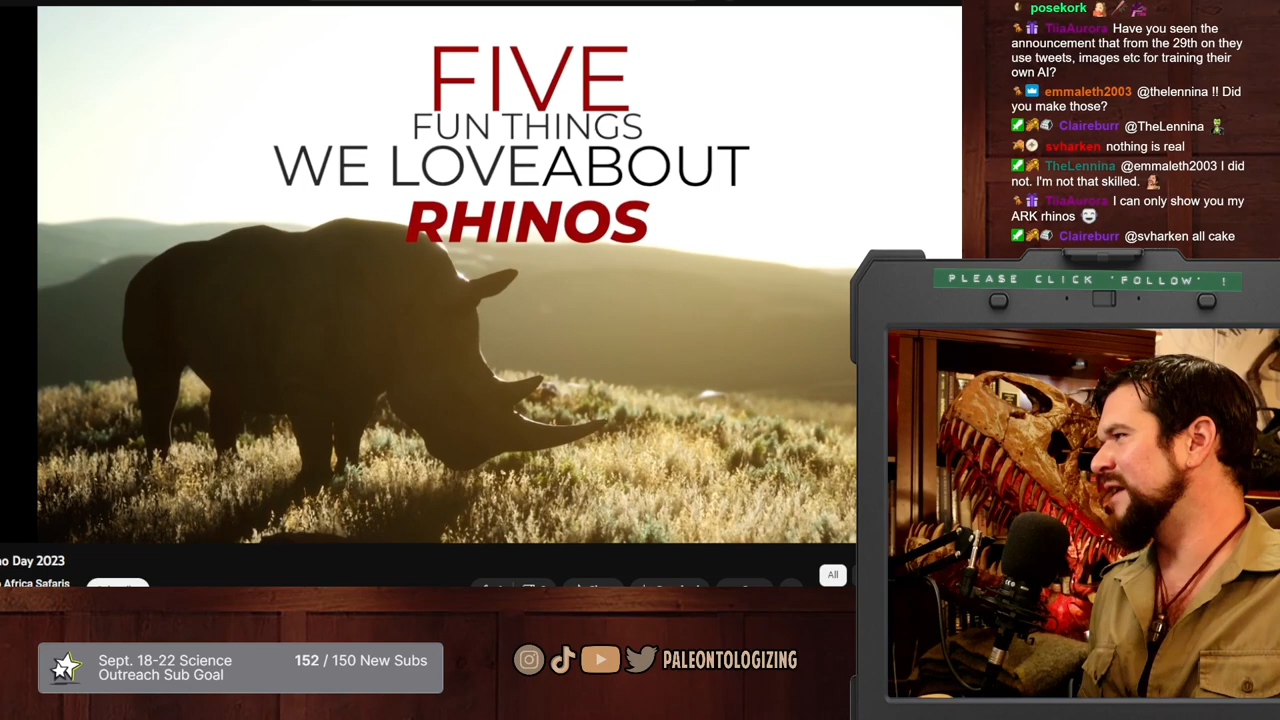 FIVE
FUN THINGS
WE LOVEABOUT
RHINOS
posekork
TiiaAurora Have you seen the
announcement that from the 29th on they
use tweets, images etc for training their
own AI?
emmaleth2003 @thelennina !! Did
you make those?
Claireburr @TheLennina
svharken nothing is real
TheLennina @emmaleth2003 I did
not. I'm not that skilled.
TiiaAurora I can only show you my
ARK rhinos
Claireburr @svharken all cake
PLEASE CLICK 'FOLLOW' !
Day 2023
Africa Safaris
All
Sept. 18-22 Science
Outreach Sub Goal
152 / 150 New Subs
PALEONTOLOGIZING